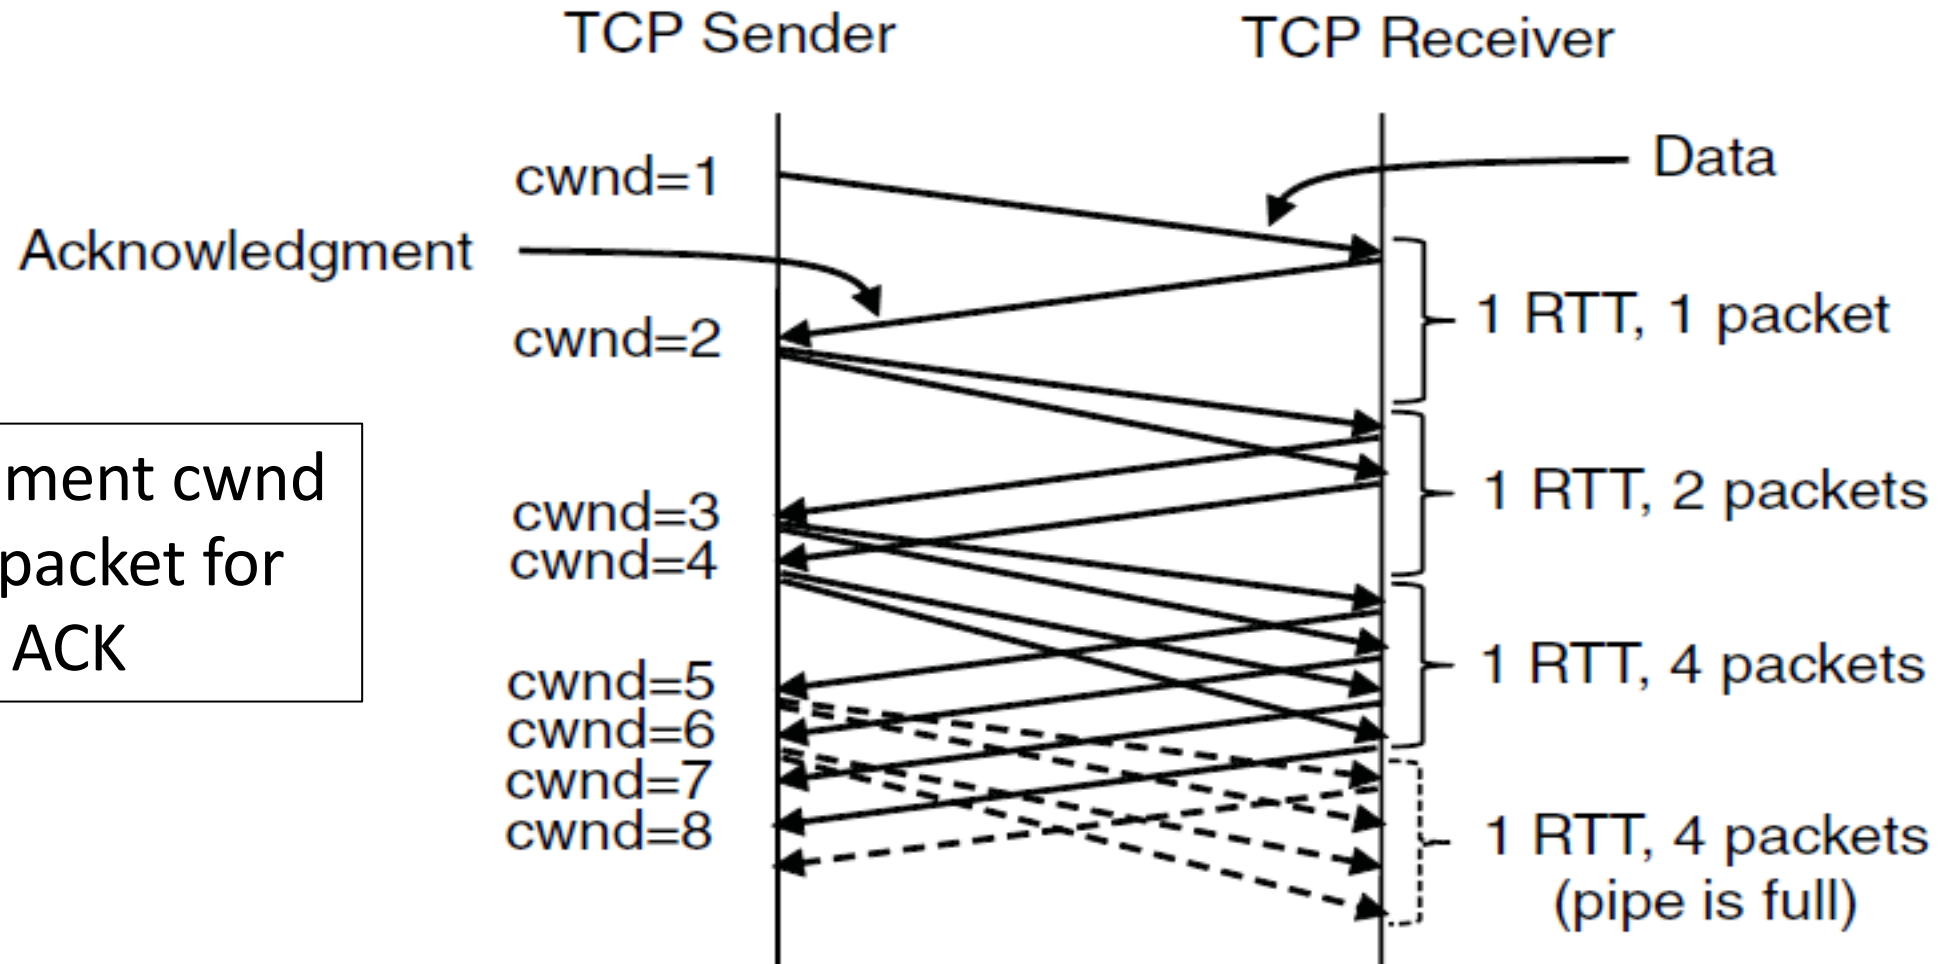 TCP Sender
TCP Receiver
cwnd=1
Data
Acknowledgment
cwnd=2
1 RTT, 1 packet
ment cwnd
packet for
ACK
cwnd=3
cwnd=4
1 RTT, 2 packets
cwnd=5
cwnd=6
cwnd=7
cwnd=8
1 RTT, 4 packets
1 RTT, 4 packets
(pipe is full)